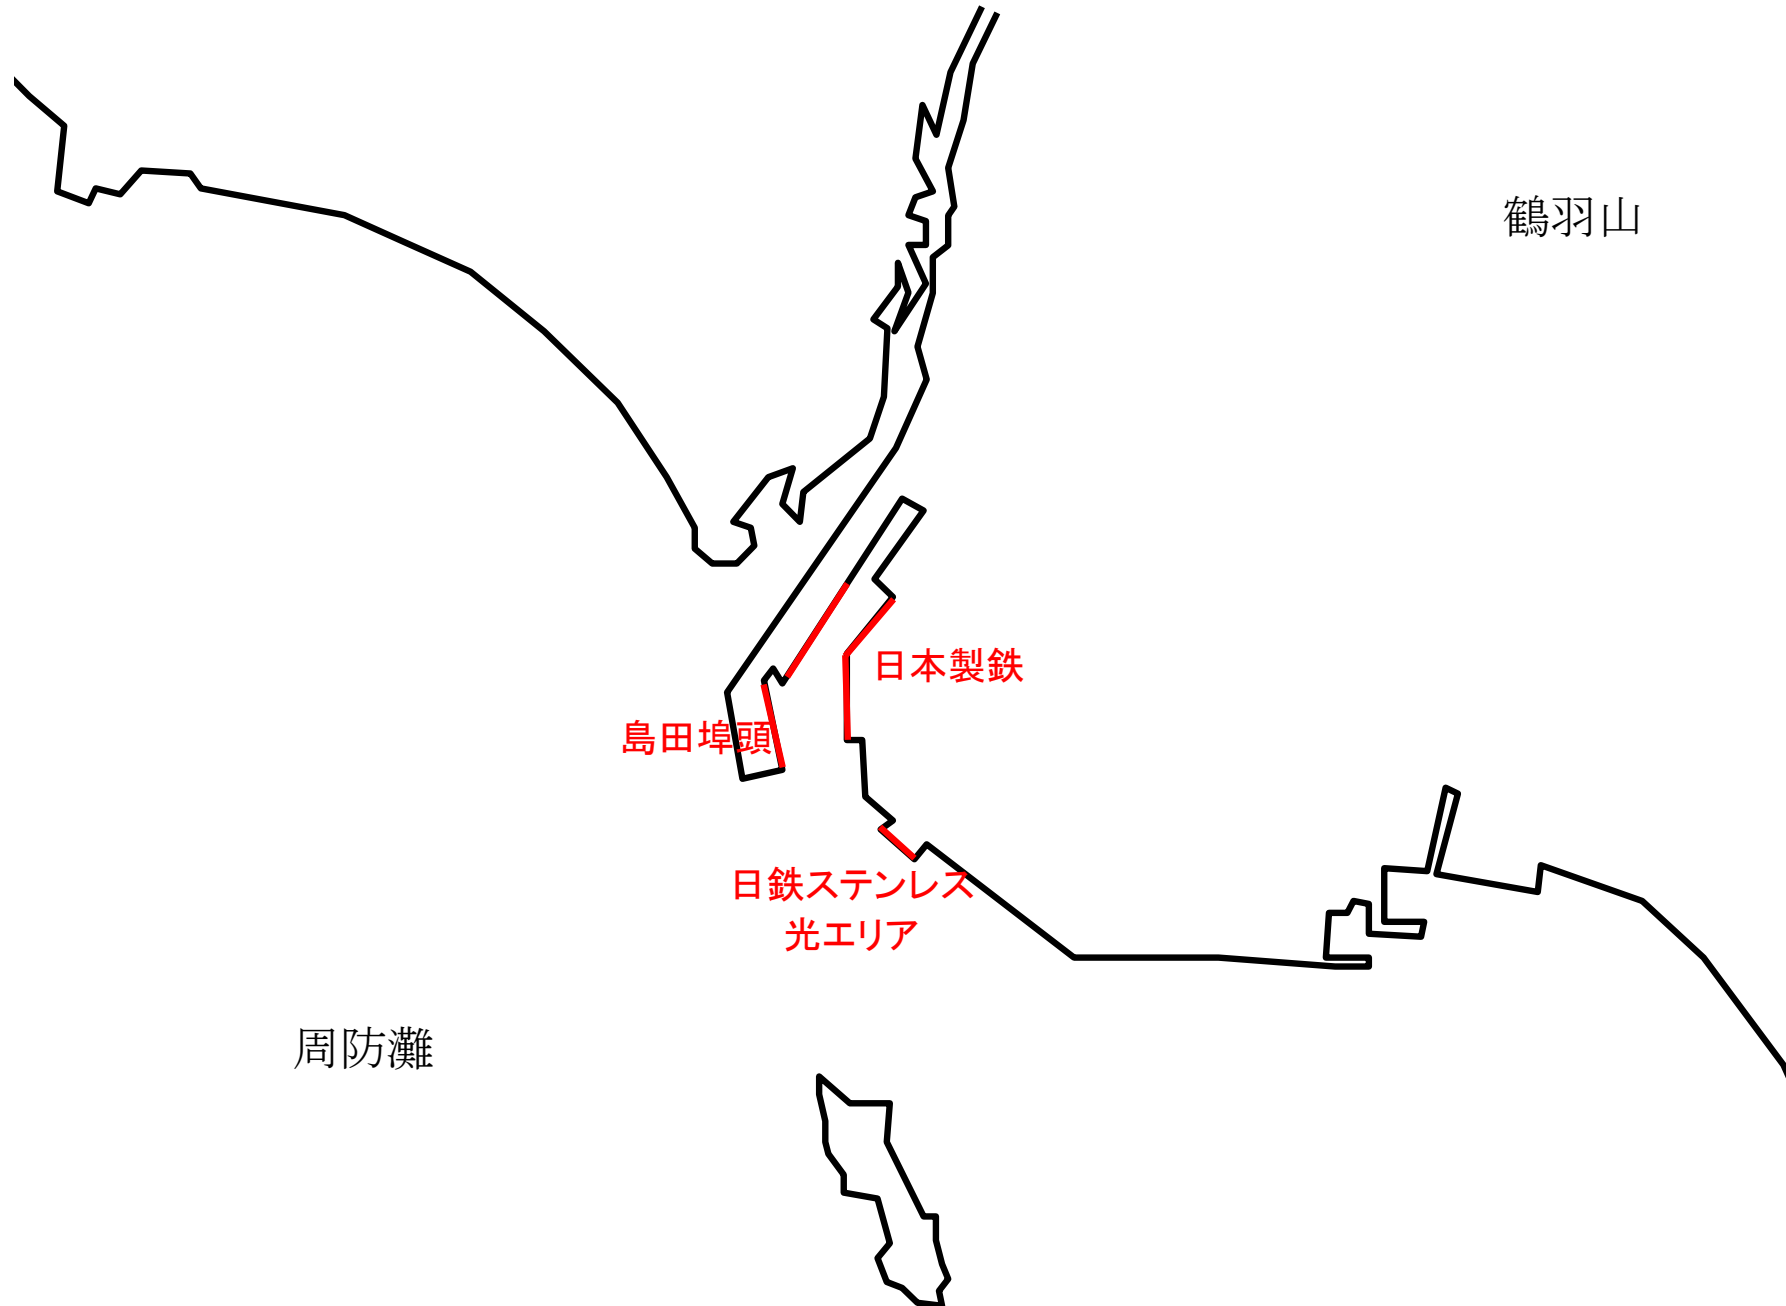 鶴羽山
日本製鉄
島田埠頭
日鉄ステンレス
光エリア
周防灘